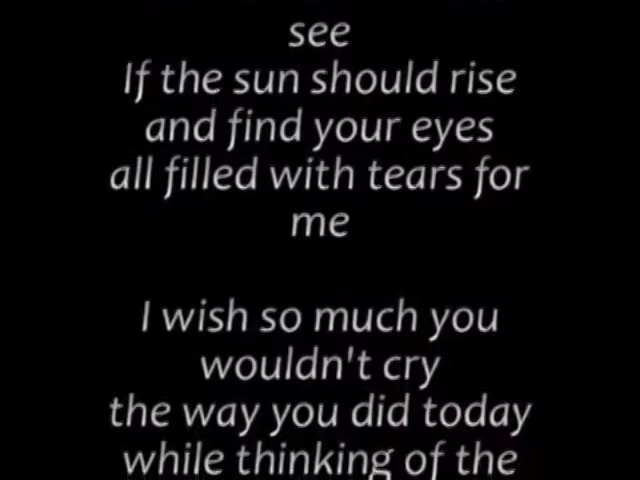 see
If the sun should rise
and find your eyes
all filled with tears for
me
I wish so much you
wouldn't cry
the way you did today
while thinking of the